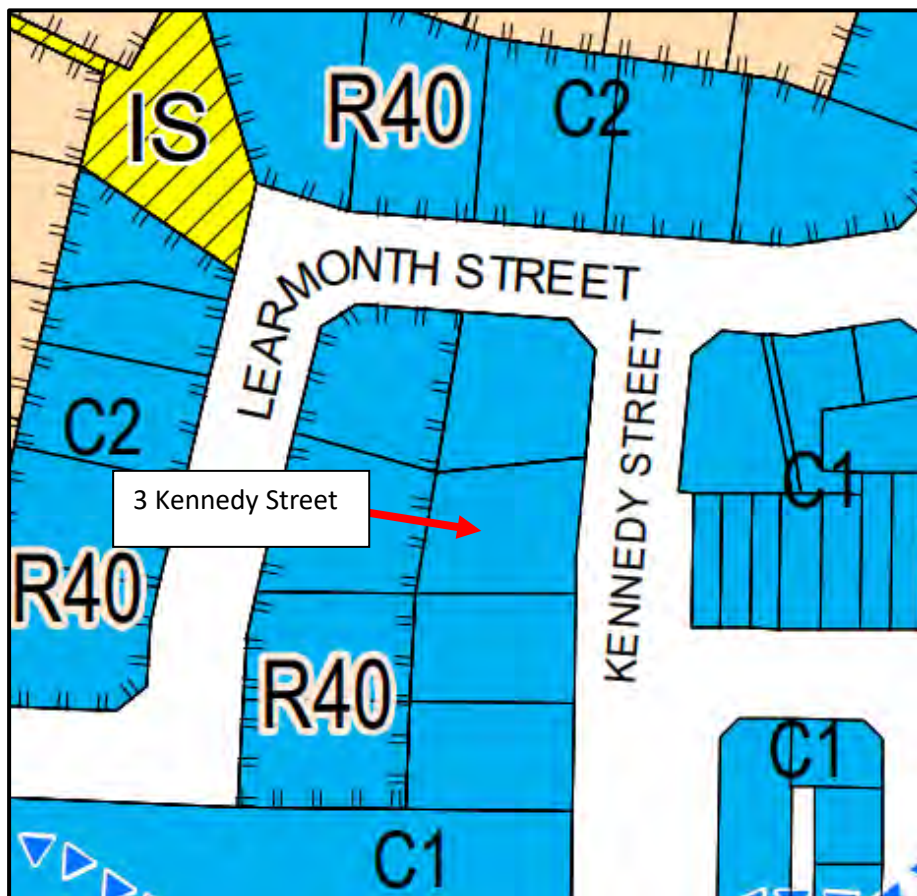 IS
R40
C2
LEARMONTH STREET
KENNEDY STREET
C2
C1
3 Kennedy Street
R40
R40
C1
C1